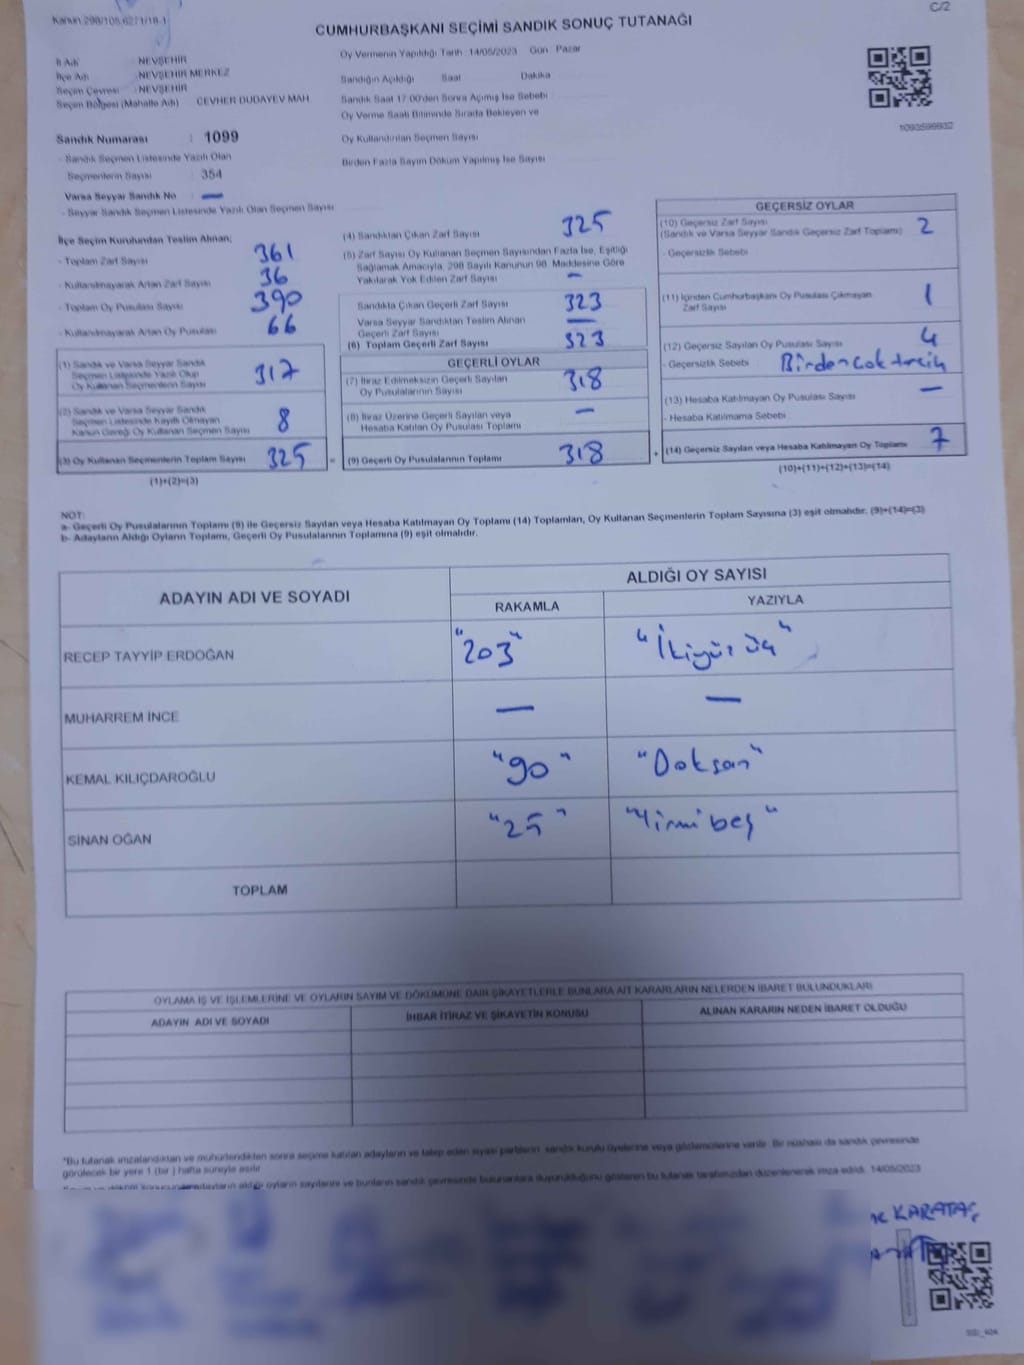 Kanun:298/108,6271/18.1
C/2
CUMHURBAŞKANI SEÇİMİ SANDIK SONUÇ TUTANAĞI
İl Adı : NEVŞEHİR
İlçe Adı : NEVŞEHİR MERKEZ
Seçim Çevresi : NEVŞEHİR
Seçim Bölgesi (Mahalle Adı) CEVHER DUDAYEV MAH.
Oy Vermenin Yapıldığı Tarih : 14/05/2023 Gün Pazar
Sandığın Açıldığı Saat Dakika
Sandık Saat 17:00'den Sonra Açılmış İse Sebebi
Oy Verme Saati Bitiminde Sırada Bekleyen ve
Oy Kullandırılan Seçmen Sayısı
Birden Fazla Sayım Döküm Yapılmış İse Sayısı
Sandık Numarası : 1099
- Sandık Seçmen Listesinde Yazılı Olan
Seçmenlerin Sayısı : 354
Varsa Seyyar Sandık No : —
- Seyyar Sandık Seçmen Listesinde Yazılı Olan Seçmen Sayısı
İlçe Seçim Kurulundan Teslim Alınan;
- Toplam Zarf Sayısı 361
- Kullanılmayarak Artan Zarf Sayısı 36
- Toplam Oy Pusulası Sayısı 390
- Kullanılmayarak Artan Oy Pusulası 66
(1) Sandık ve Varsa Seyyar Sandık
Seçmen Listesinde Yazılı Olup
Oy Kullanan Seçmenlerin Sayısı 317
(2) Sandık ve Varsa Seyyar Sandık
Seçmen Listesinde Kayıtlı Olmayan
Kanun Gereği Oy Kullanan Seçmen Sayısı 8
(3) Oy Kullanan Seçmenlerin Toplam Sayısı 325
(1)+(2)=(3)
(4) Sandıktan Çıkan Zarf Sayısı 325
(5) Zarf Sayısı Oy Kullanan Seçmen Sayısından Fazla İse, Eşitliği
Sağlamak Amacıyla, 298 Sayılı Kanunun 98. Maddesine Göre
Yakılarak Yok Edilen Zarf Sayısı —
Sandıkta Çıkan Geçerli Zarf Sayısı 323
Varsa Seyyar Sandıktan Teslim Alınan
Geçerli Zarf Sayısı —
(6) Toplam Geçerli Zarf Sayısı 323
GEÇERLİ OYLAR
(7) İtiraz Edilmeksizin Geçerli Sayılan
Oy Pusulalarının Sayısı 318
(8) İtiraz Üzerine Geçerli Sayılan veya
Hesaba Katılan Oy Pusulası Toplamı —
= (9) Geçerli Oy Pusulalarının Toplamı 318
GEÇERSİZ OYLAR
(10) Geçersiz Zarf Sayısı
(Sandık ve Varsa Seyyar Sandık Geçersiz Zarf Toplamı) 2
- Geçersizlik Sebebi
(11) İçinden Cumhurbaşkanı Oy Pusulası Çıkmayan
Zarf Sayısı 1
(12) Geçersiz Sayılan Oy Pusulası Sayısı 4
- Geçersizlik Sebebi Birden çok tercih
(13) Hesaba Katılmayan Oy Pusulası Sayısı —
- Hesaba Katılmama Sebebi
+ (14) Geçersiz Sayılan veya Hesaba Katılmayan Oy Toplamı 7
(10)+(11)+(12)+(13)=(14)
NOT:
a- Geçerli Oy Pusulalarının Toplamı (9) ile Geçersiz Sayılan veya Hesaba Katılmayan Oy Toplamı (14) Toplamları, Oy Kullanan Seçmenlerin Toplam Sayısına (3) eşit olmalıdır. (9)+(14)=(3)
b- Adayların Aldığı Oyların Toplamı, Geçerli Oy Pusulalarının Toplamına (9) eşit olmalıdır.
ADAYIN ADI VE SOYADI ALDIĞI OY SAYISI
RAKAMLA YAZIYLA
RECEP TAYYİP ERDOĞAN "203" "İkiyüz üç"
MUHARREM İNCE — —
KEMAL KILIÇDAROĞLU "90" "Doksan"
SİNAN OĞAN "25" "Yirmi beş"
TOPLAM
OYLAMA İŞ VE İŞLEMLERİNE VE OYLARIN SAYIM VE DÖKÜMÜNE DAİR ŞİKAYETLERLE BUNLARA AİT KARARLARIN NELERDEN İBARET BULUNDUKLARI
ADAYIN ADI VE SOYADI İHBAR İTİRAZ VE ŞİKAYETİN KONUSU ALINAN KARARIN NEDEN İBARET OLDUĞU
*Bu tutanak imzalandıktan ve mühürlendikten sonra seçime katılan adayların ve talep eden siyasi partilerin sandık kurulu üyelerine veya gözlemcilerine verilir. Bir nüshası da sandık çevresinde
görülecek bir yere 1 (bir) hafta süreyle asılır.
adayların aldığı oyların sayılarını ve bunların sandık çevresinde bulunanlara duyurulduğunu gösteren bu tutanak tarafımızdan düzenlenerek imza edildi. 14/05/2023
KARATAŞ